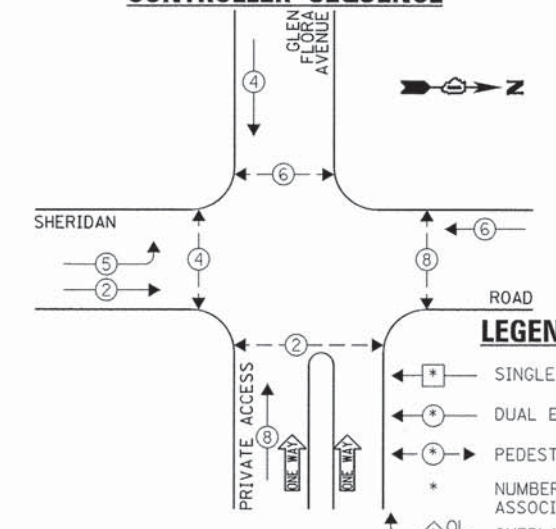 CONTROLLER SEQUENCE
GLEN
FLORA
AVENUE
4
N
6
SHERIDAN
6
5
4
8
2
ROAD
2
LEGEN
* SINGLE
PRIVATE ACCESS
8
ONE WAY
ONE WAY
* DUAL E
* PEDEST
* NUMBER
ASSOCI
OL